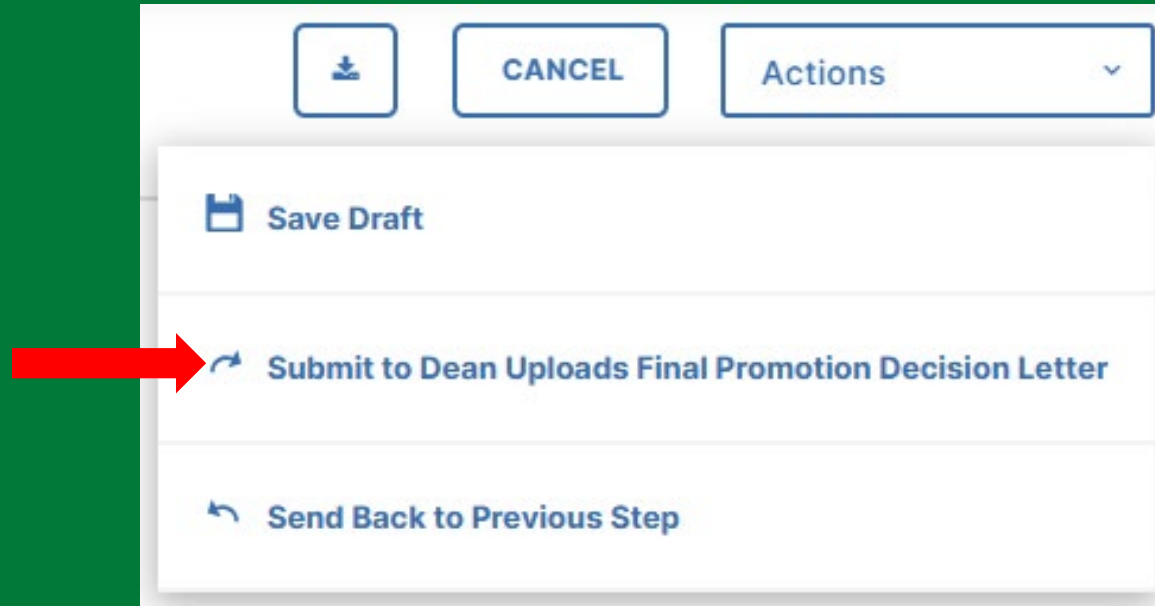 CANCEL
Actions
Save Draft
Submit to Dean Uploads Final Promotion Decision Letter
Send Back to Previous Step